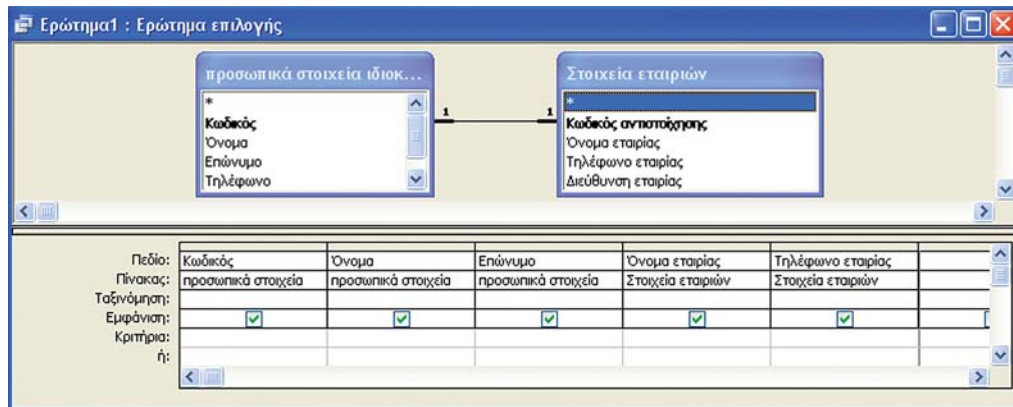 Ερώτημα1 : Ερώτημα επιλογής
προσωπικά στοιχεία ιδιοκ...
*
Κωδικός
Όνομα
Επώνυμο
Τηλέφωνο
1 1
Στοιχεία εταιριών
*
Κωδικός αντιστοίχησης
Όνομα εταιρίας
Τηλέφωνο εταιρίας
Διεύθυνση εταιρίας
Πεδίο: Κωδικός Όνομα Επώνυμο Όνομα εταιρίας Τηλέφωνο εταιρίας
Πίνακας: προσωπικά στοιχεία προσωπικά στοιχεία προσωπικά στοιχεία Στοιχεία εταιριών Στοιχεία εταιριών
Ταξινόμηση:
Εμφάνιση:
Κριτήρια:
ή: